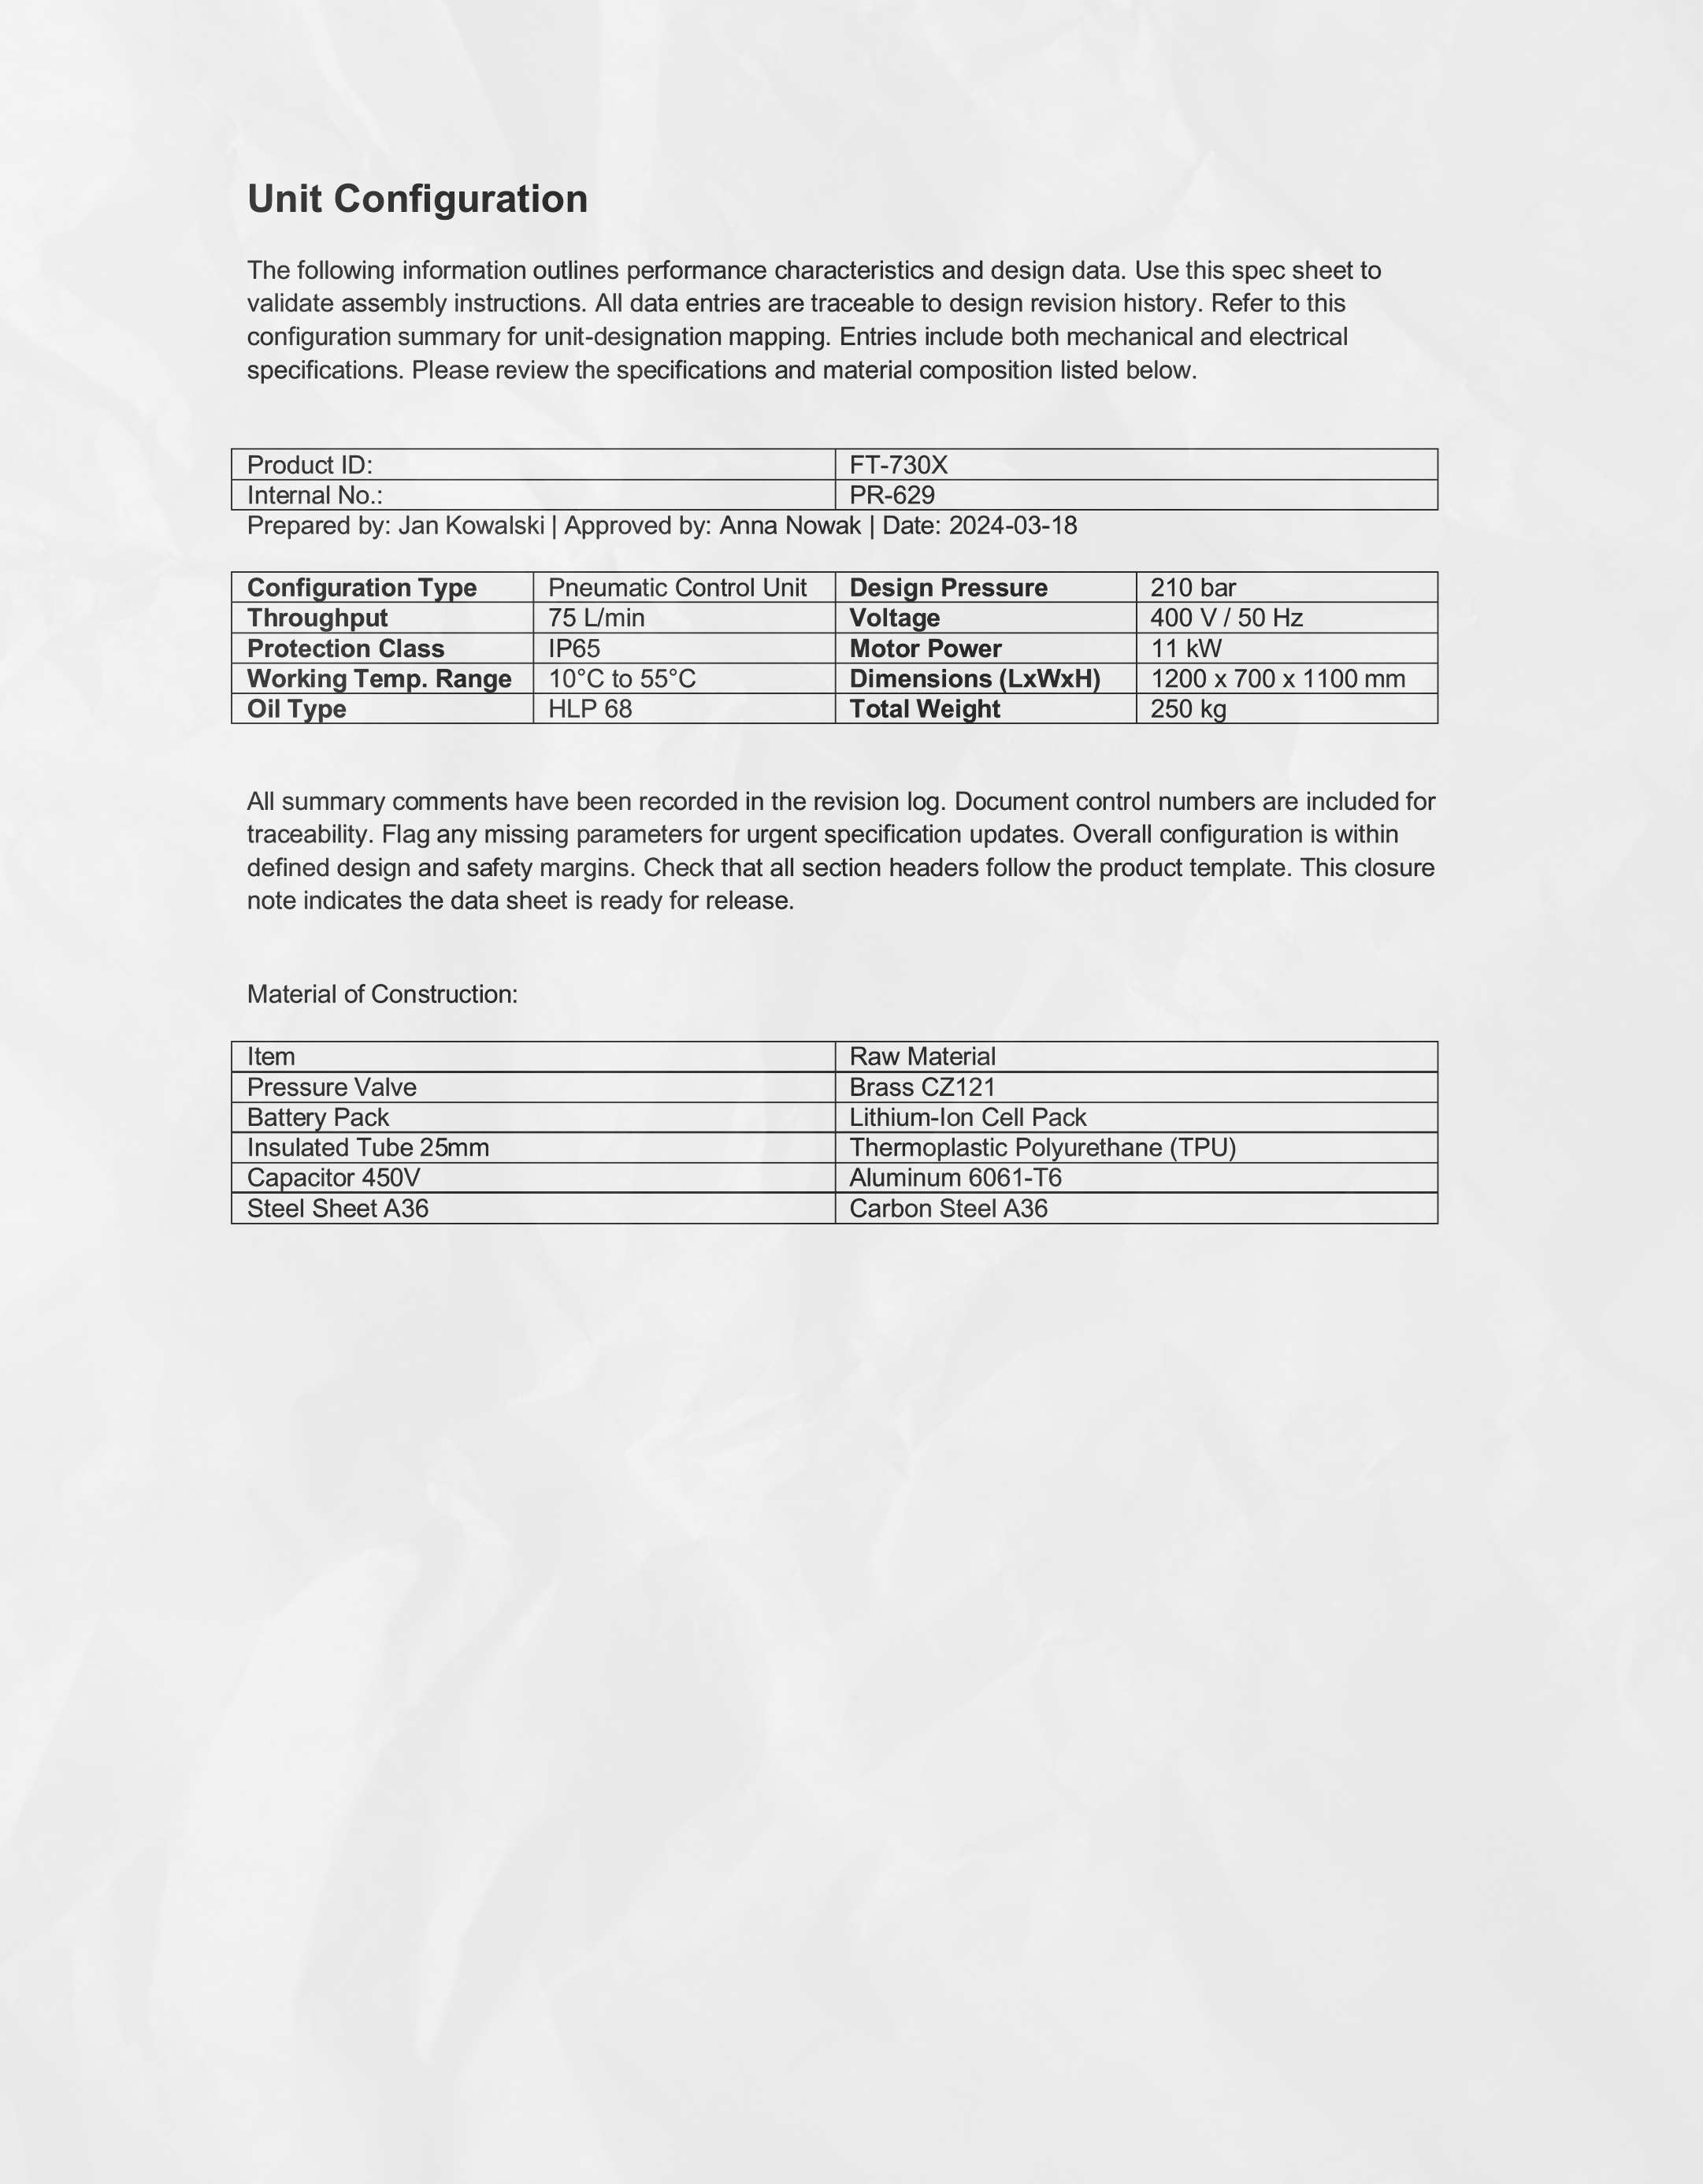 Unit Configuration
The following information outlines performance characteristics and design data. Use this spec sheet to
validate assembly instructions. All data entries are traceable to design revision history. Refer to this
configuration summary for unit-designation mapping. Entries include both mechanical and electrical
specifications. Please review the specifications and material composition listed below.
Product ID: FT-730X
Internal No.: PR-629
Prepared by: Jan Kowalski | Approved by: Anna Nowak | Date: 2024-03-18
Configuration Type Pneumatic Control Unit Design Pressure 210 bar
Throughput 75 L/min Voltage 400 V / 50 Hz
Protection Class IP65 Motor Power 11 kW
Working Temp. Range 10°C to 55°C Dimensions (LxWxH) 1200 x 700 x 1100 mm
Oil Type HLP 68 Total Weight 250 kg
All summary comments have been recorded in the revision log. Document control numbers are included for
traceability. Flag any missing parameters for urgent specification updates. Overall configuration is within
defined design and safety margins. Check that all section headers follow the product template. This closure
note indicates the data sheet is ready for release.
Material of Construction:
Item Raw Material
Pressure Valve Brass CZ121
Battery Pack Lithium-Ion Cell Pack
Insulated Tube 25mm Thermoplastic Polyurethane (TPU)
Capacitor 450V Aluminum 6061-T6
Steel Sheet A36 Carbon Steel A36